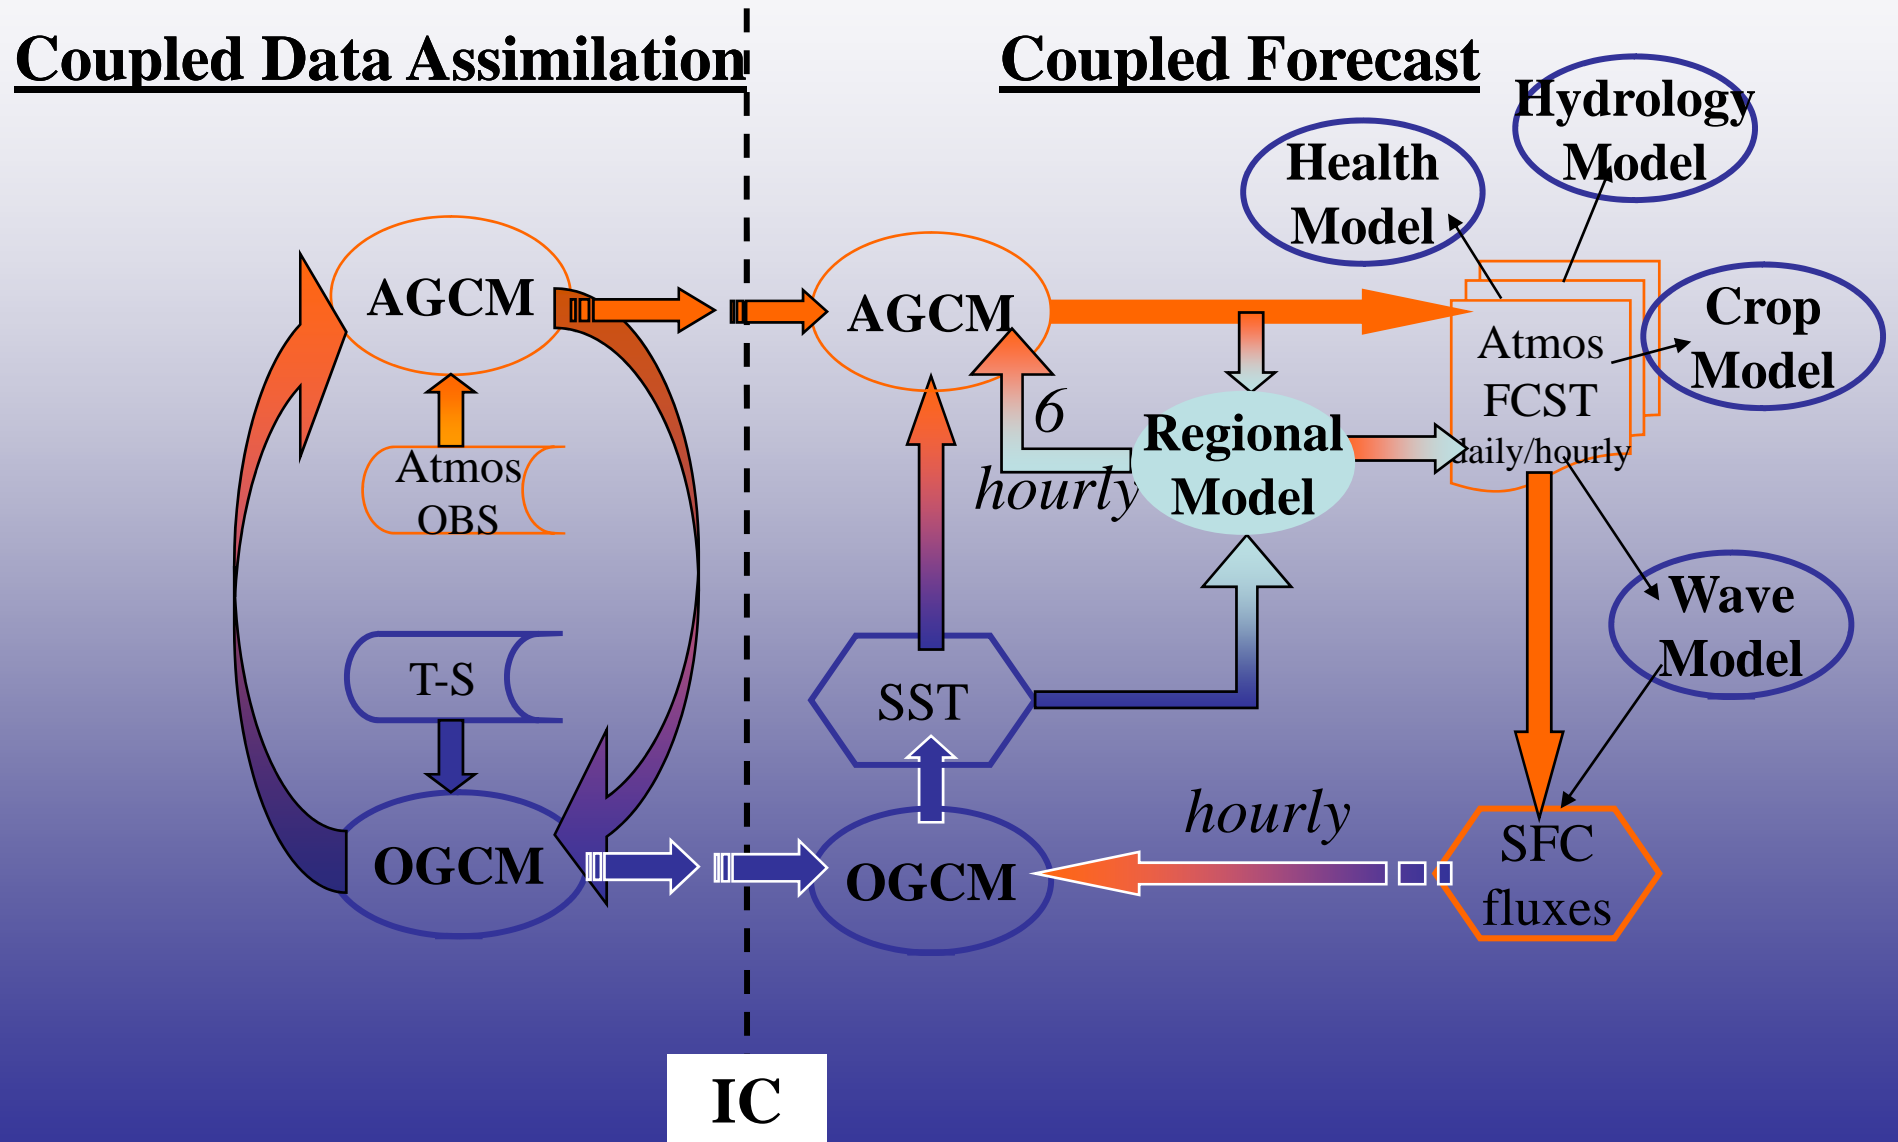 Coupled Data Assimilation
Coupled Forecast
Hydrology
Model
Health
Model
AGCM
AGCM
Crop
Model
Atmos
FCST
daily/hourly
6
hourly
Regional
Model
Atmos
OBS
T-S
SST
Wave
Model
OGCM
OGCM
hourly
SFC
fluxes
IC